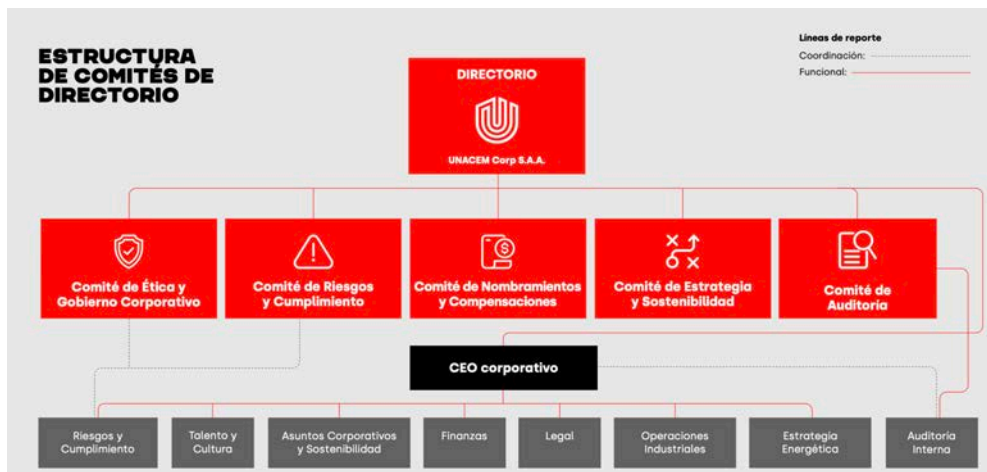 ESTRUCTURA
DE COMITÉS DE
DIRECTORIO
Líneas de reporte
Coordinación:
Funcional:
DIRECTORIO
UNACEM Corp S.A.A.
Comité de Ética y
Gobierno Corporativo
Comité de Riesgos
y Cumplimiento
Comité de Nombramientos
y Compensaciones
Comité de Estrategia
y Sostenibilidad
Comité de
Auditoría
CEO corporativo
Riesgos y
Cumplimiento
Talento y
Cultura
Asuntos Corporativos
y Sostenibilidad
Finanzas
Legal
Operaciones
Industriales
Estrategia
Energética
Auditoría
Interna